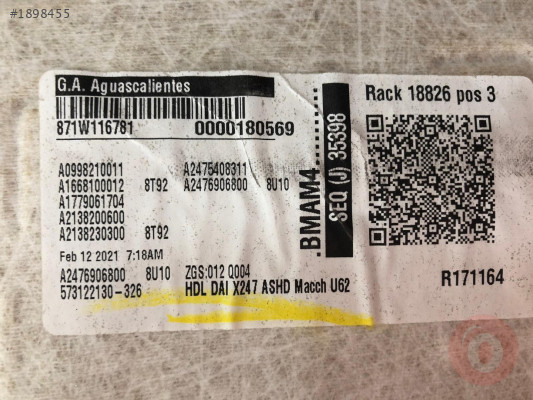 #1898455
G.A. Aguascalientes
871W116781 0000180569
A0998210011 A2475408311
A1668100012 8T92 A2476906800 8U10
A1779061704
A2138200600
A2138230300 8T92
Feb 12 2021 7:18AM
A2476906800 8U10 ZGS:012 Q004
573122130-326 HDL DAI X247 ASHD Macch U62
.BMAM4......
SEQ (J) 35398
Rack 18826 pos 3
R171164